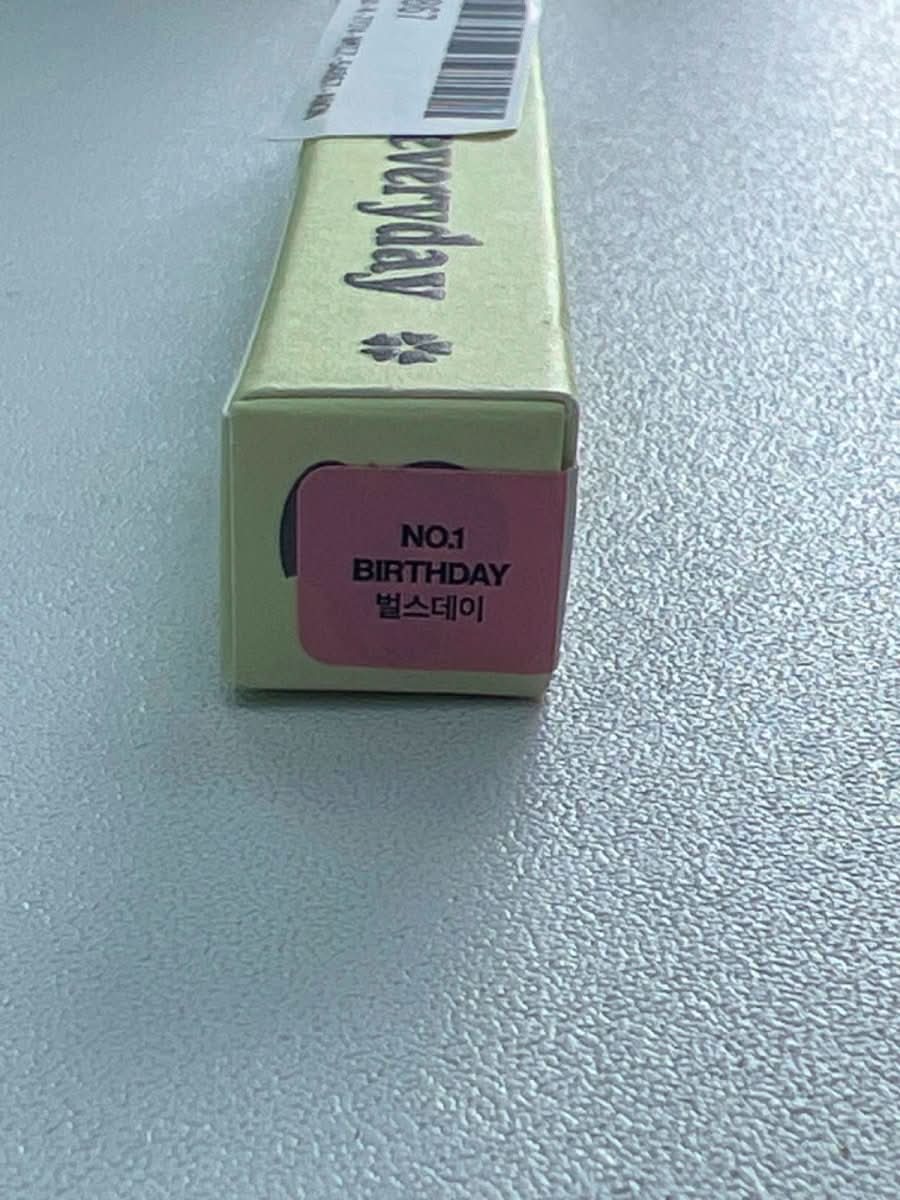 everyday
NO.1
BIRTHDAY
벌스데이